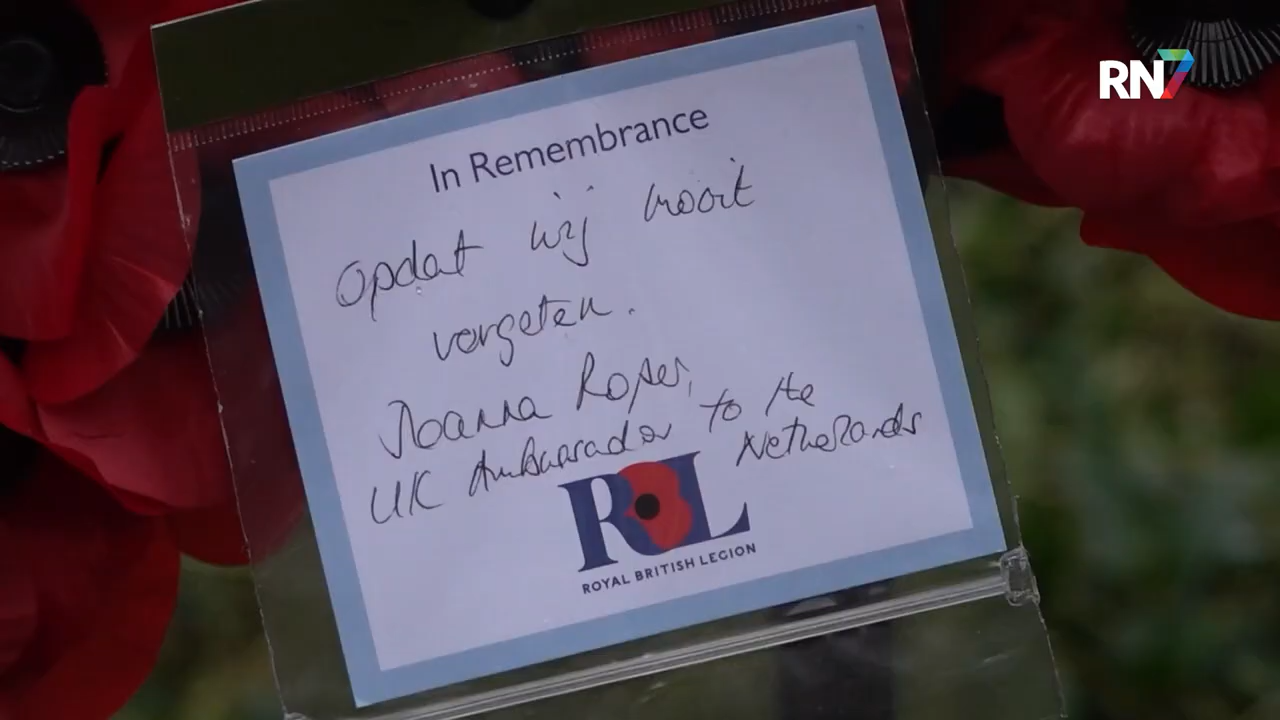 RN7
In Remembrance
Opdat wij nooit
vergeten.
Joanna Roper,
UK Ambassador to the
Netherlands
RBL
ROYAL BRITISH LEGION